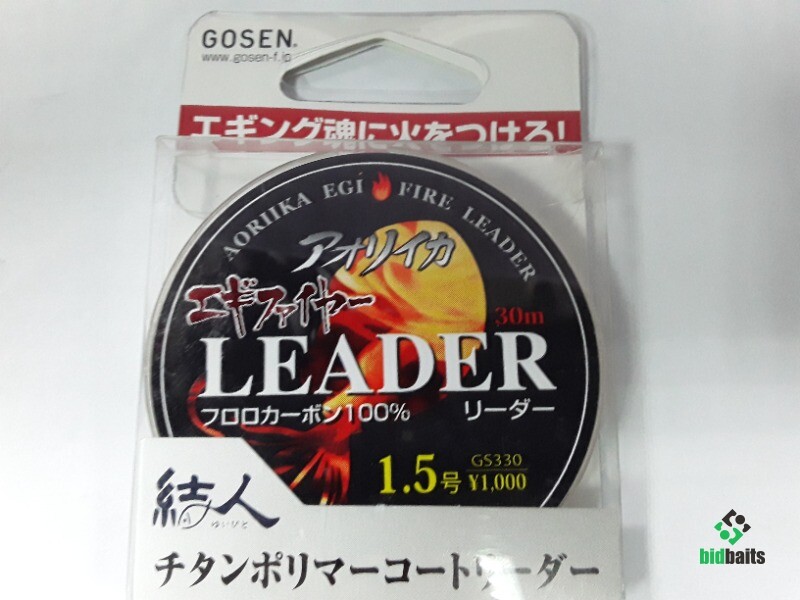 GOSEN®
www.gosen-f.jp
エギング魂に火をつけろ!
AORIIKA EGI FIRE LEADER
アオリイカ
エギファイヤー
30m
LEADER
フロロカーボン100% リーダー
1.5号 GS330 ¥1,000
結人
ゆいひと
チタンポリマーコートリーダー
bidbaits